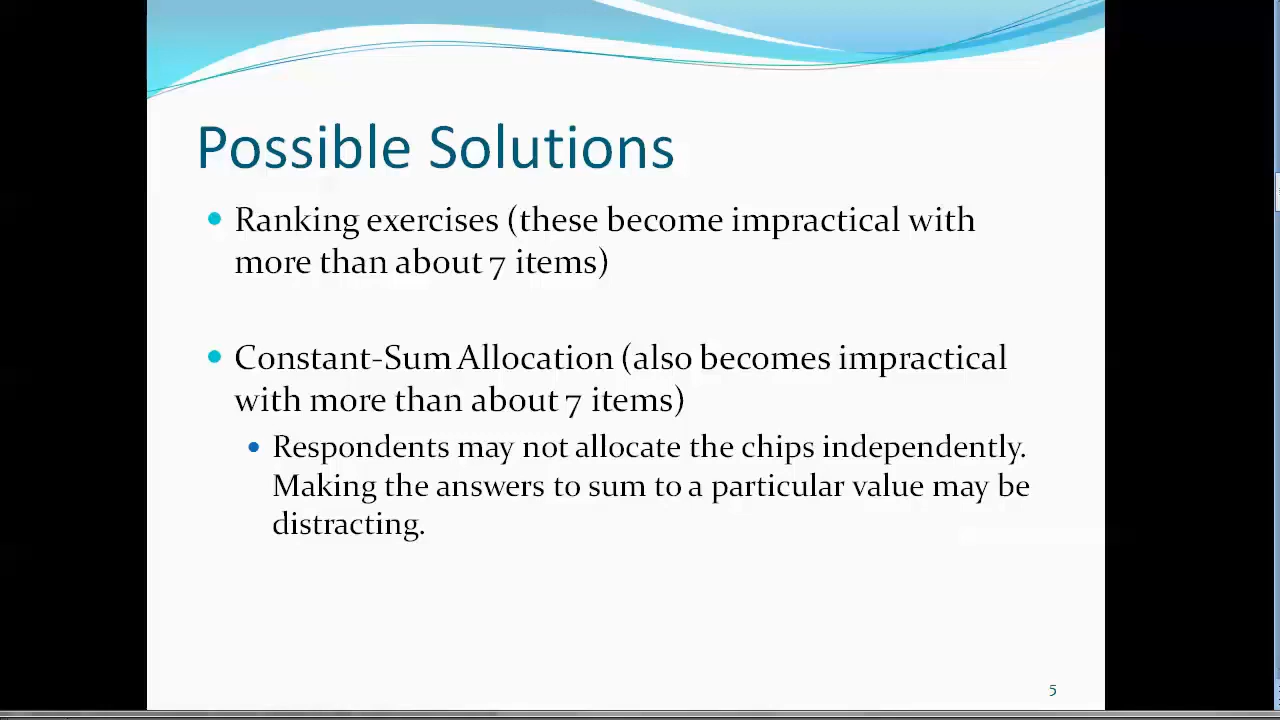 Possible Solutions
Ranking exercises (these become impractical with
more than about 7 items)
Constant-Sum Allocation (also becomes impractical
with more than about 7 items)
Respondents may not allocate the chips independently.
Making the answers to sum to a particular value may be
distracting.
5